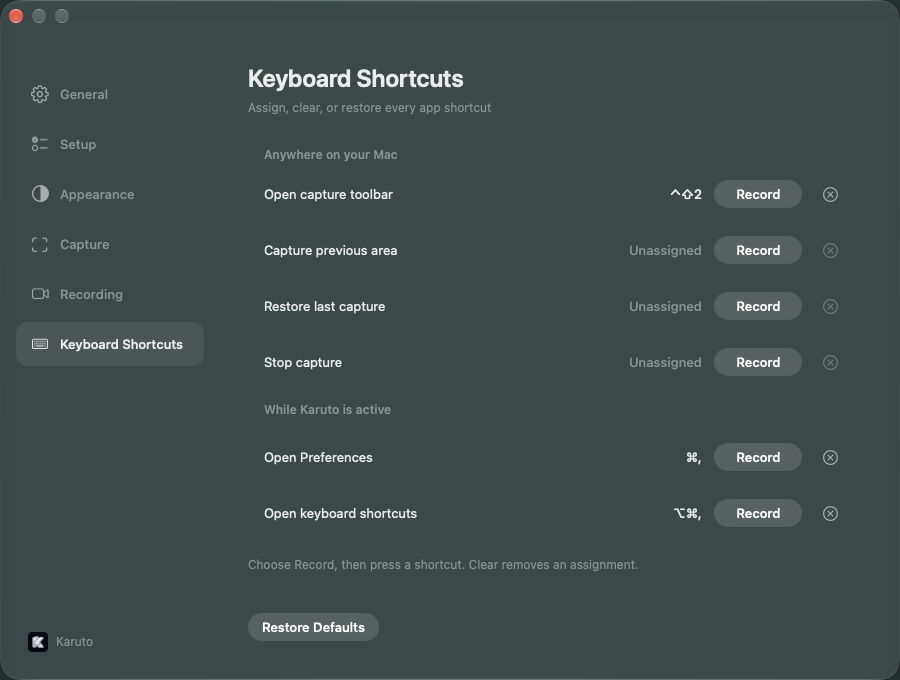 Keyboard Shortcuts
Assign, clear, or restore every app shortcut
General
Setup
Appearance
Capture
Recording
Keyboard Shortcuts
Anywhere on your Mac
Open capture toolbar ⌃⇧2 Record
Capture previous area Unassigned Record
Restore last capture Unassigned Record
Stop capture Unassigned Record
While Karuto is active
Open Preferences ⌘, Record
Open keyboard shortcuts ⌥⌘, Record
Choose Record, then press a shortcut. Clear removes an assignment.
Restore Defaults
Karuto